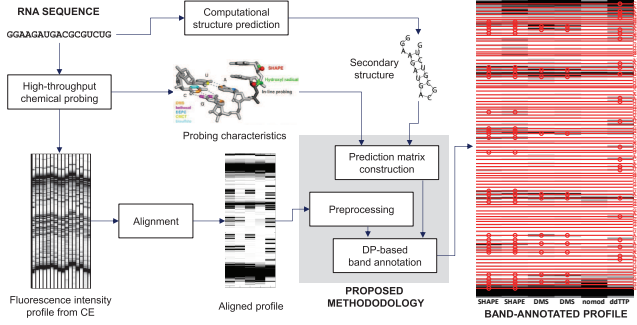 RNA SEQUENCE
GGAAGAUGACGCGUCUG
Computational
structure prediction
High-throughput
chemical probing
SHAPE
Hydroxyl radical
In-line probing
U
A
C
G
DMS
kethoxal
Probing characteristics
Secondary
structure
Prediction matrix
construction
Alignment
Preprocessing
DP-based
band annotation
Fluorescence intensity
profile from CE
Aligned profile
PROPOSED
METHODODOLOGY
SHAPE SHAPE DMS DMS nomod ddTTP
BAND-ANNOTATED PROFILE